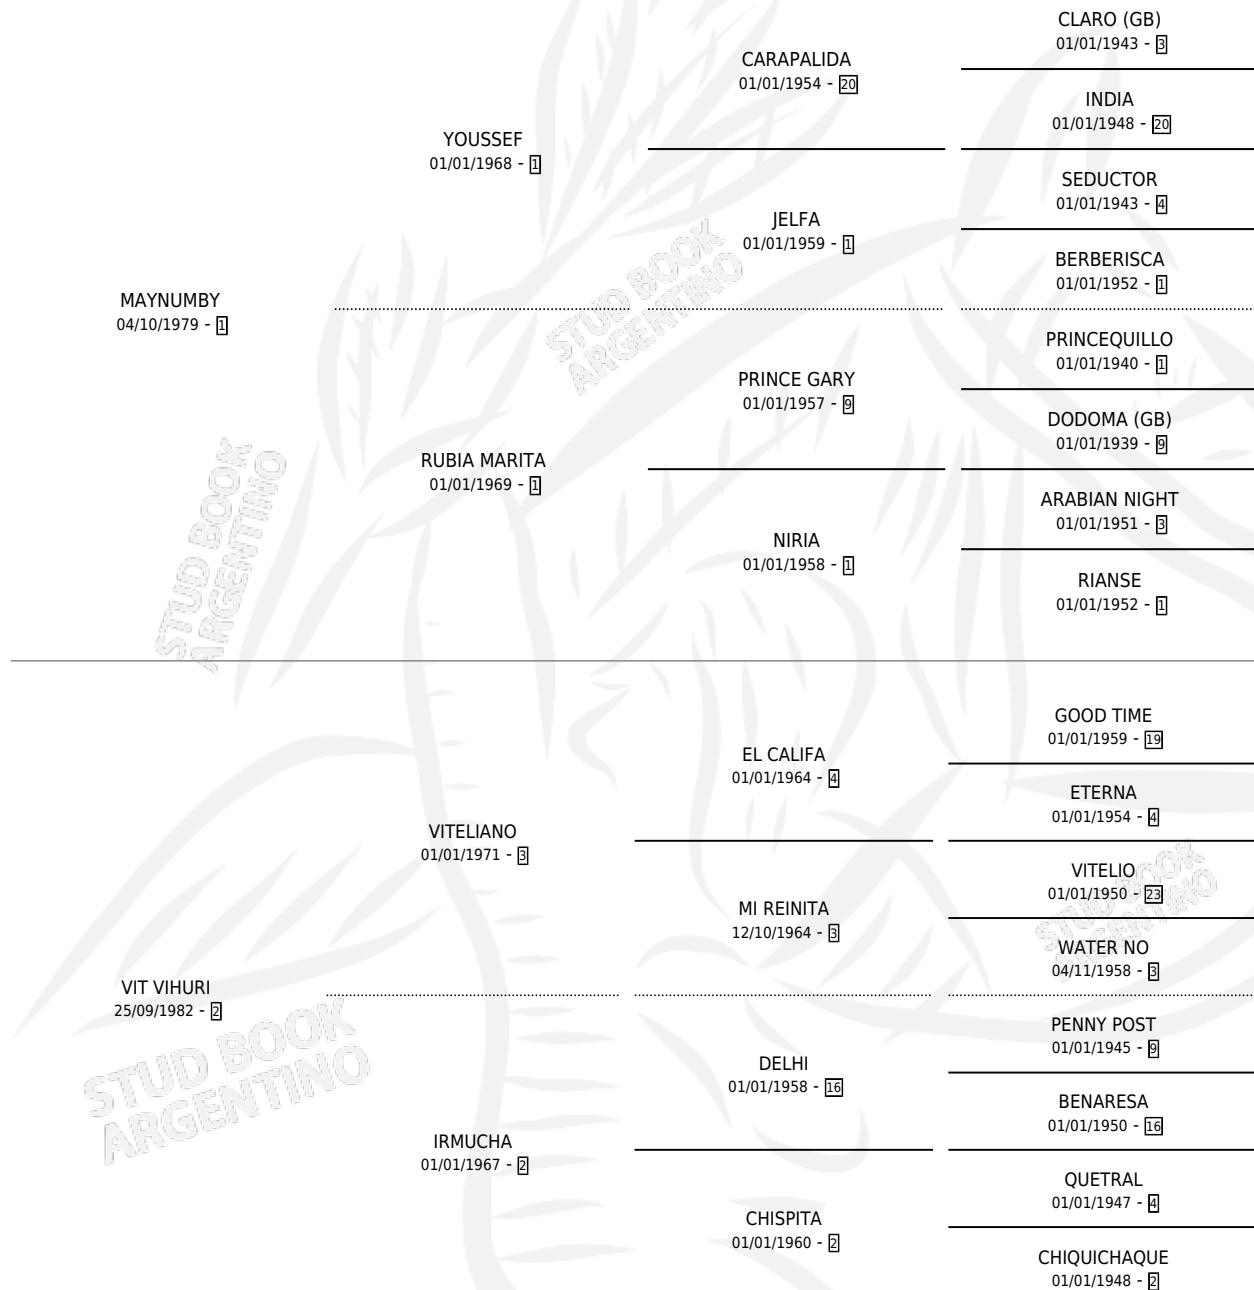 CLARO (GB)
01/01/1943 - 3
CARAPALIDA
01/01/1954 - 20
INDIA
01/01/1948 - 20
YOUSSEF
01/01/1968 - 1
SEDUCTOR
01/01/1943 - 4
JELFA
01/01/1959 - 1
BERBERISCA
01/01/1952 - 1
MAYNUMBY
04/10/1979 - 1
PRINCEQUILLO
01/01/1940 - 1
PRINCE GARY
01/01/1957 - 9
DODOMA (GB)
01/01/1939 - 9
RUBIA MARITA
01/01/1969 - 1
ARABIAN NIGHT
01/01/1951 - 3
NIRIA
01/01/1958 - 1
RIANSE
01/01/1952 - 1
GOOD TIME
01/01/1959 - 19
EL CALIFA
01/01/1964 - 4
ETERNA
01/01/1954 - 4
VITELIANO
01/01/1971 - 3
VITELIO
01/01/1950 - 23
MI REINITA
12/10/1964 - 3
WATER NO
04/11/1958 - 3
VIT VIHURI
25/09/1982 - 2
PENNY POST
01/01/1945 - 9
DELHI
01/01/1958 - 16
BENARESA
01/01/1950 - 16
IRMUCHA
01/01/1967 - 2
QUETRAL
01/01/1947 - 4
CHISPITA
01/01/1960 - 2
CHIQUICHAQUE
01/01/1948 - 2
STUD BOOK
ARGENTINO
STUD BOOK
ARGENTINO
STUD BOOK
ARGENTINO
STUD BOOK
ARGENTINO